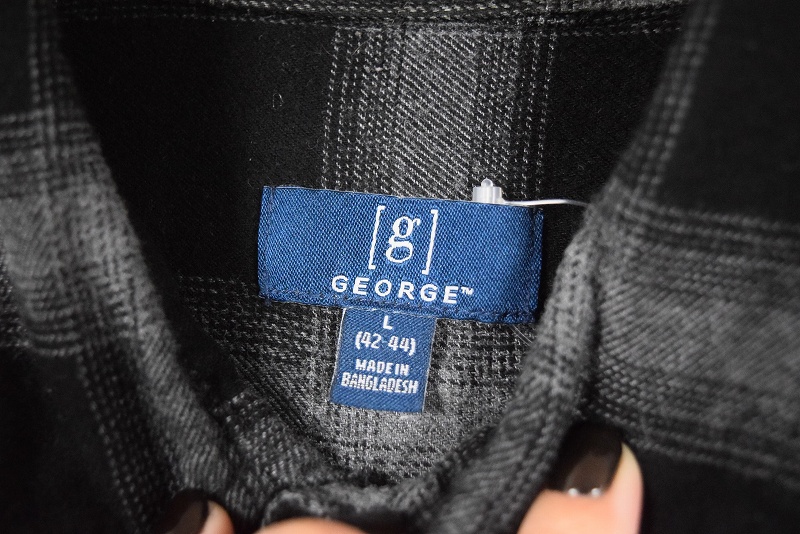 [g]
GEORGE™
L
(42-44)
MADE IN
BANGLADESH